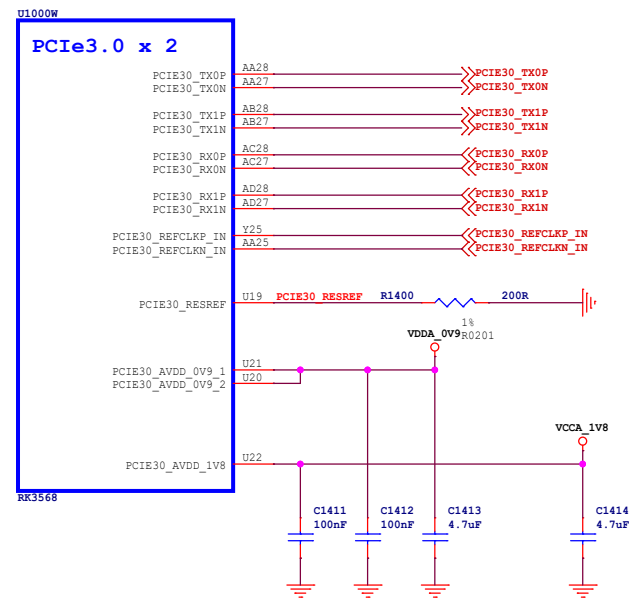 U1000W
PCIe3.0 x 2
PCIE30_TX0P AA28 PCIE30_TX0P
PCIE30_TX0N AA27 PCIE30_TX0N
PCIE30_TX1P AB28 PCIE30_TX1P
PCIE30_TX1N AB27 PCIE30_TX1N
PCIE30_RX0P AC28 PCIE30_RX0P
PCIE30_RX0N AC27 PCIE30_RX0N
PCIE30_RX1P AD28 PCIE30_RX1P
PCIE30_RX1N AD27 PCIE30_RX1N
PCIE30_REFCLKP_IN Y25 PCIE30_REFCLKP_IN
PCIE30_REFCLKN_IN AA25 PCIE30_REFCLKN_IN
PCIE30_RESREF U19 PCIE30_RESREF R1400 200R
1%
VDDA_0V9 R0201
PCIE30_AVDD_0V9_1 U21
PCIE30_AVDD_0V9_2 U20
VCCA_1V8
PCIE30_AVDD_1V8 U22
RK3568
C1411 C1412 C1413 C1414
100nF 100nF 4.7uF 4.7uF